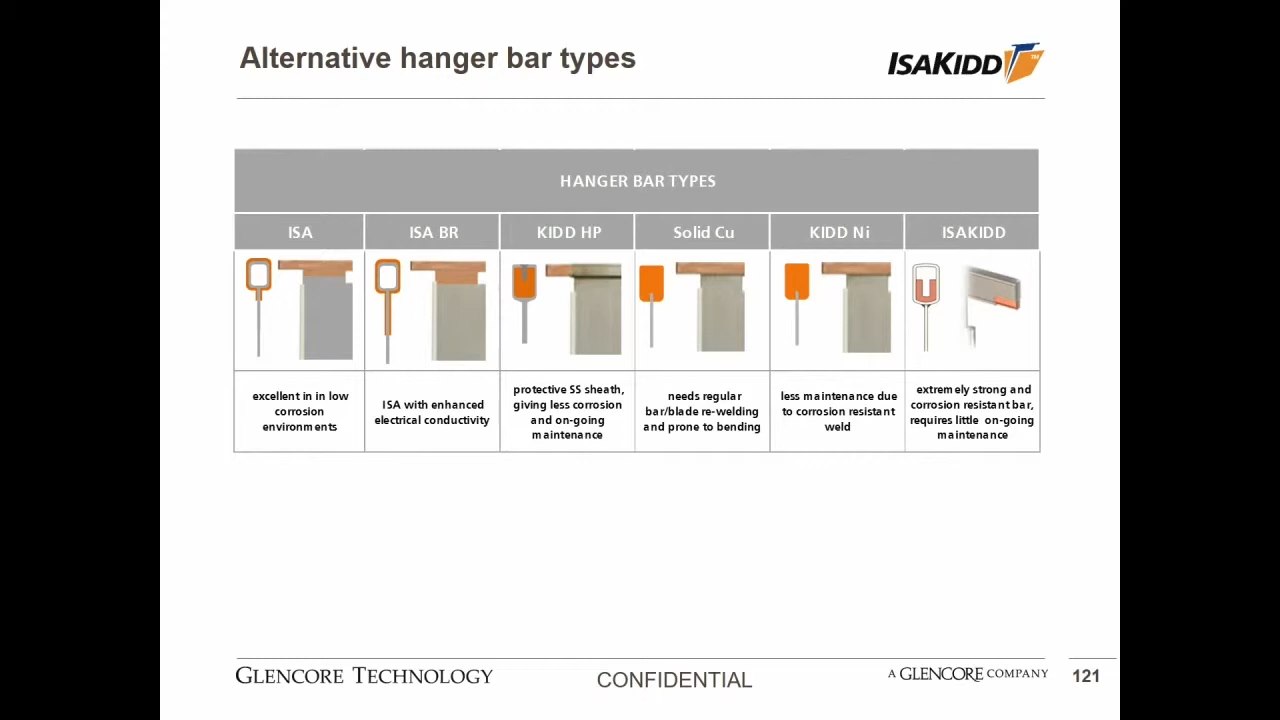 Alternative hanger bar types
ISAKIDD™
HANGER BAR TYPES
ISA
ISA BR
KIDD HP
Solid Cu
KIDD Ni
ISAKIDD
excellent in in low
corrosion
environments
ISA with enhanced
electrical conductivity
protective SS sheath,
giving less corrosion
and on-going
maintenance
needs regular
bar/blade re-welding
and prone to bending
less maintenance due
to corrosion resistant
weld
extremely strong and
corrosion resistant bar,
requires little on-going
maintenance
GLENCORE TECHNOLOGY
CONFIDENTIAL
A GLENCORE COMPANY
121